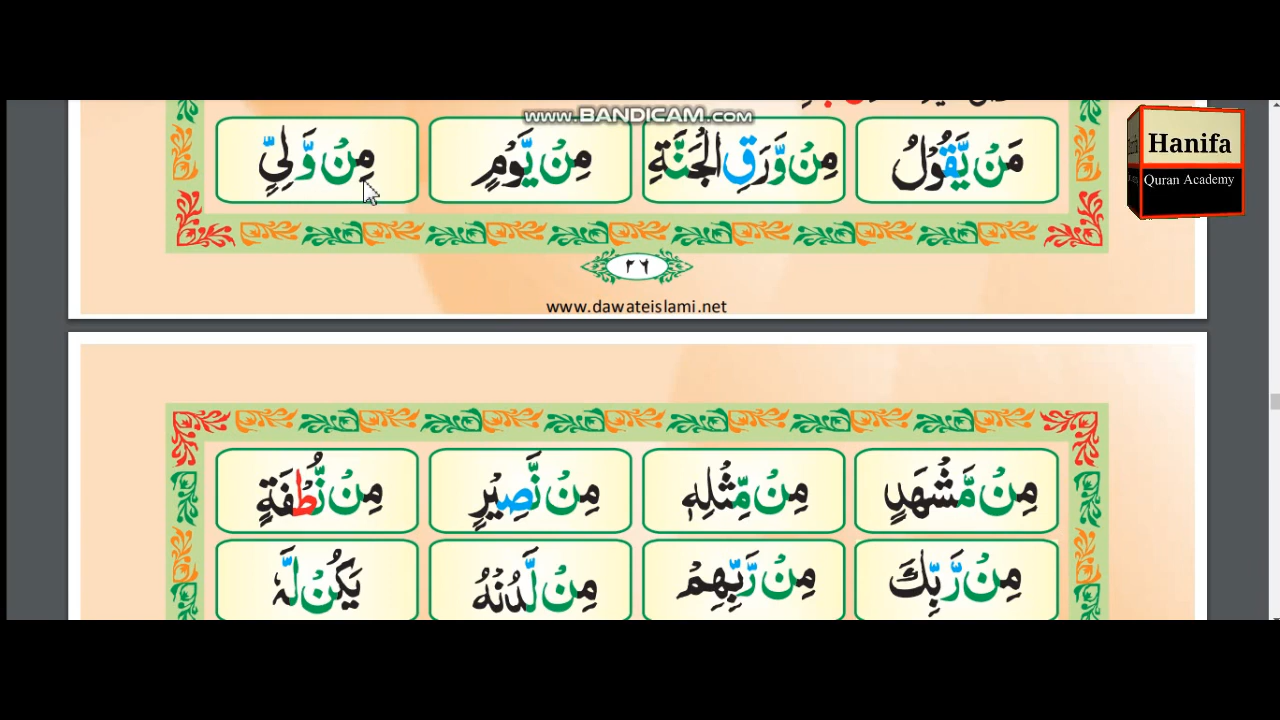 www.BANDICAM.com
Hanifa
Quran Academy
مَنْ يَّقُوْلُ مِنْ وَّرَقِ الْجَنَّةِ مِنْ يَّوْمٍ مِنْ وَّلِيٍّ
٢٦
www.dawateislami.net
مِنْ مَّشْهَدِ مِنْ مِّثْلِهٖ مِنْ نَّصِيْرٍ مِنْ نُّطْفَةٍ
مِنْ رَّبِّكَ مِنْ رَّبِّهِمْ مِنْ لَّدُنْهُ يَكُنْ لَّهٗ